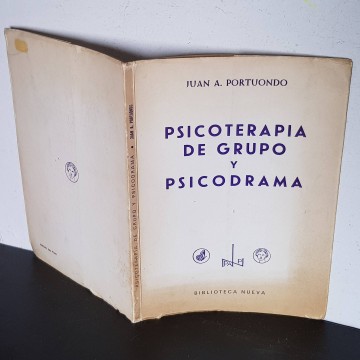 JUAN A. PORTUONDO
PSICOTERAPIA
DE GRUPO
Y
PSICODRAMA
BIBLIOTECA NUEVA
PSICOTERAPIA DE GRUPO Y PSICODRAMA • JUAN A. PORTUONDO